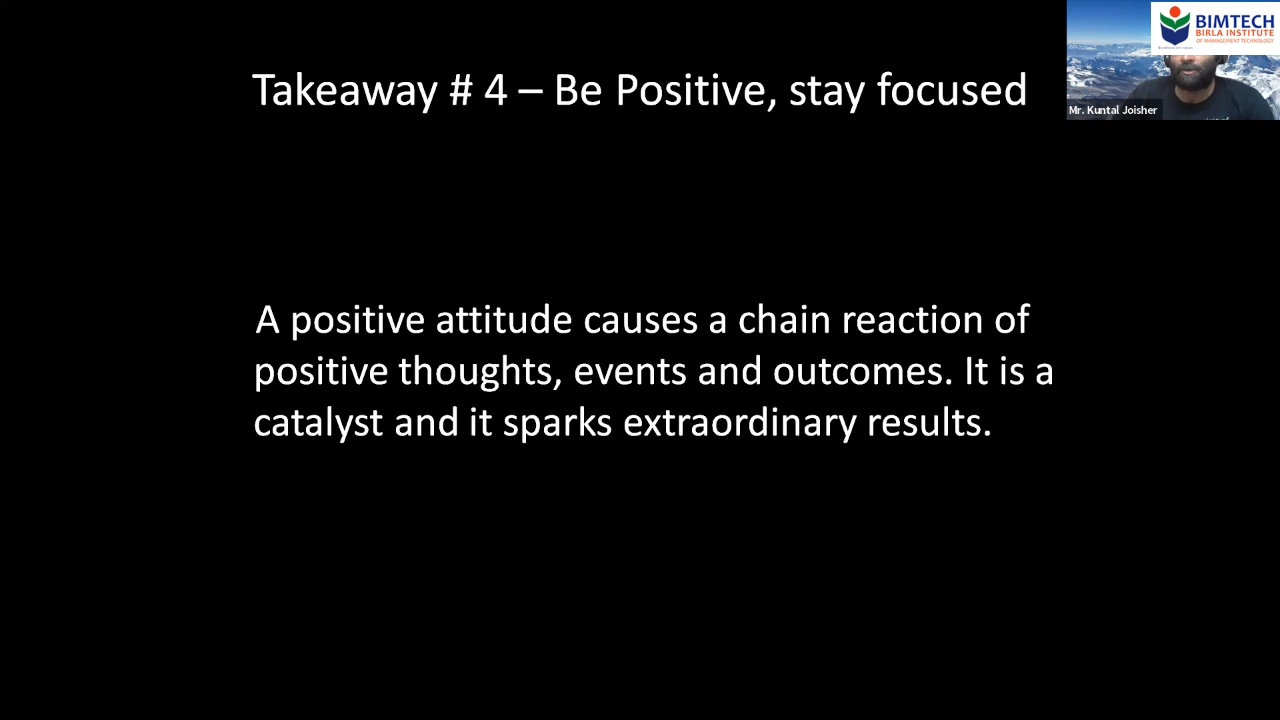 Takeaway # 4 – Be Positive, stay focused
BIMTECH
BIRLA INSTITUTE
OF MANAGEMENT TECHNOLOGY
Mr. Kuntal Joisher
A positive attitude causes a chain reaction of
positive thoughts, events and outcomes. It is a
catalyst and it sparks extraordinary results.